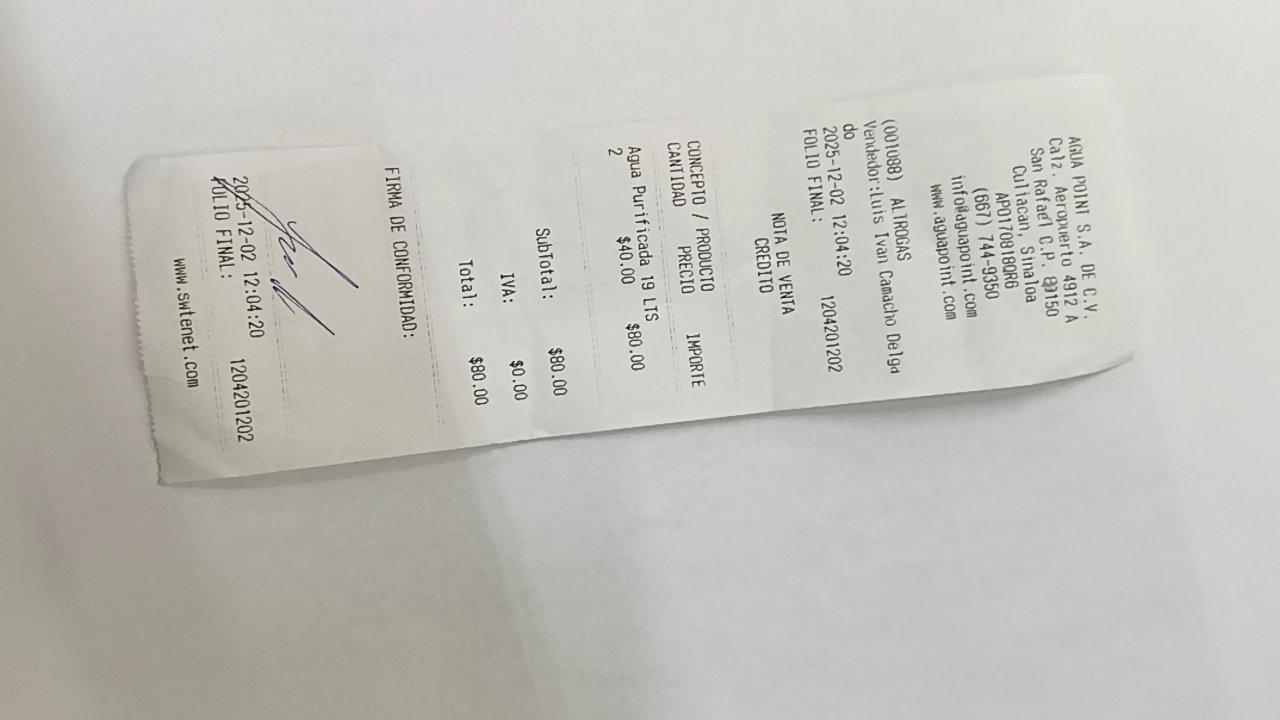 AGUA POINT S.A. DE C.V.
Calz. Aeropuerto 4912 A
San Rafael C.P. 80150
Culiacan, Sinaloa
APO170818QR6
(667) 744-9350
info@aguapoint.com
www.aguapoint.com
(001088) ALTROGAS
Vendedor:Luis Ivan Camacho Delga
do
2025-12-02 12:04:20 1204201202
FOLIO FINAL:
NOTA DE VENTA
CREDITO
CONCEPTO / PRODUCTO
CANTIDAD PRECIO IMPORTE
Agua Purificada 19 LTS
2 $40.00 $80.00
SubTotal: $80.00
IVA: $0.00
Total: $80.00
FIRMA DE CONFORMIDAD:
2025-12-02 12:04:20 1204201202
FOLIO FINAL:
www.swtenet.com